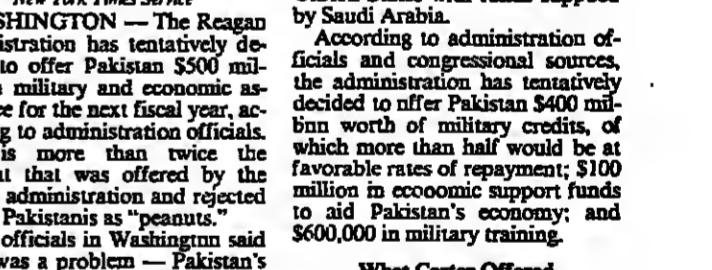 New York Times Service
SHINGTON — The Reagan
istration has tentatively de-
to offer Pakistan $500 mil-
military and economic as-
e for the next fiscal year, ac-
g to administration officials.
is more than twice the
t that was offered by the
administration and rejected
Pakistanis as "peanuts."
officials in Washingtnn said
was a problem — Pakistan's
by Saudi Arabia.
According to administration of-
ficials and congressional sources,
the administration has tentatively
decided to nffer Pakistan $400 mil-
bnn worth of military credits, of
which more than half would be at
favorable rates of repayment; $100
million in ecooomic support funds
to aid Pakistan's economy; and
$600,000 in military training.
What Carter Offered